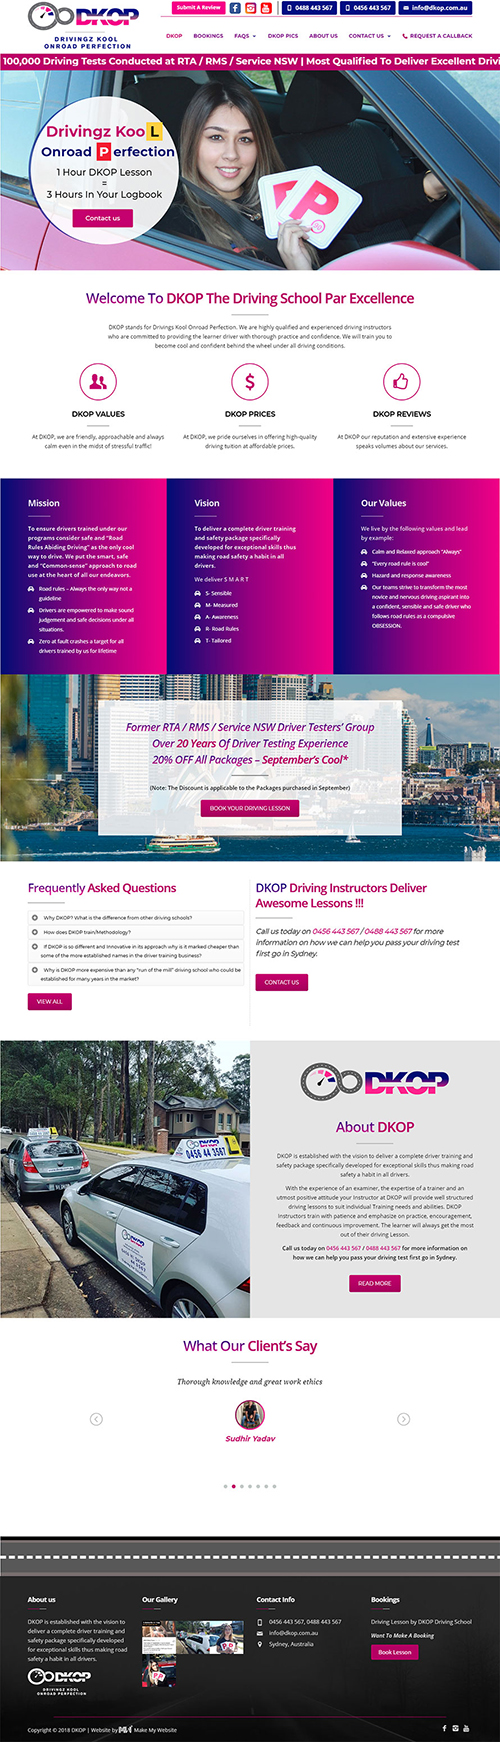 DKOP
DRIVINGZ KOOL
ONROAD PERFECTION
Submit A Review
0488 443 567
0456 443 567
info@dkop.com.au
DKOP BOOKINGS FAQS DKOP PICS ABOUT US CONTACT US REQUEST A CALLBACK
100,000 Driving Tests Conducted at RTA / RMS / Service NSW | Most Qualified To Deliver Excellent Drivi
Drivingz Koo L
Onroad P erfection
1 Hour DKOP Lesson
=
3 Hours In Your Logbook
Contact us
P
Welcome To DKOP The Driving School Par Excellence
DKOP stands for Drivings Kool Onroad Perfection. We are highly qualified and experienced driving instructors
who are committed to providing the learner driver with thorough practice and confidence. We will train you to
become cool and confident behind the wheel under all driving conditions.
DKOP VALUES
At DKOP, we are friendly, approachable and always
calm even in the midst of stressful traffic!
DKOP PRICES
At DKOP, we pride ourselves in offering high-quality
driving tuition at affordable prices.
DKOP REVIEWS
At DKOP our reputation and extensive experience
speaks volumes about our services.
Mission
To ensure drivers trained under our
programs consider safe and "Road
Rules Abiding Driving" as the only cool
way to drive. We put the smart, safe
and "Common-sense" approach to road
use at the heart of all our endeavors.
Road rules – Always the only way not a
guideline
Drivers are empowered to make sound
judgement and safe decisions under all
situations.
Zero at fault crashes a target for all
drivers trained by us for lifetime
Vision
To deliver a complete driver training
and safety package specifically
developed for exceptional skills thus
making road safety a habit in all
drivers.
We deliver S M A R T
S- Sensible
M- Measured
A- Awareness
R- Road Rules
T- Tailored
Our Values
We live by the following values and lead
by example:
Calm and Relaxed approach "Always"
"Every road rule is cool"
Hazard and response awareness
Our teams strive to transform the most
novice and nervous driving aspirant into
a confident, sensible and safe driver who
follows road rules as a compulsive
OBSESSION.
Former RTA / RMS / Service NSW Driver Testers' Group
Over 20 Years Of Driver Testing Experience
20% OFF All Packages – September's Cool*
(Note: The Discount is applicable to the Packages purchased in September)
BOOK YOUR DRIVING LESSON
Frequently Asked Questions
Why DKOP? What is the difference from other driving schools?
How does DKOP train/Methodology?
If DKOP is so different and Innovative in its approach why is it marked cheaper than
some of the more established names in the driver training business?
Why is DKOP more expensive than any "run of the mill" driving school who could be
established for many years in the market?
VIEW ALL
DKOP Driving Instructors Deliver
Awesome Lessons !!!
Call us today on 0456 443 567 / 0488 443 567 for more
information on how we can help you pass your driving test
first go in Sydney.
CONTACT US
DKOP
0456 44 3567
DKOP
About DKOP
DKOP is established with the vision to deliver a complete driver training and
safety package specifically developed for exceptional skills thus making road
safety a habit in all drivers.
With the experience of an examiner, the expertise of a trainer and an
utmost positive attitude your Instructor at DKOP will provide well structured
driving lessons to suit individual Training needs and abilities. DKOP
Instructors train with patience and emphasize on practice, encouragement,
feedback and continuous improvement. The learner will always get the most
out of their driving Lesson.
Call us today on 0456 443 567 / 0488 443 567 for more information on
how we can help you pass your driving test first go in Sydney.
READ MORE
What Our Client's Say
Thorough knowledge and great work ethics
Sudhir Yadav
About us
DKOP is established with the vision to
deliver a complete driver training and
safety package specifically developed
for exceptional skills thus making road
safety a habit in all drivers.
DKOP
DRIVINGZ KOOL
ONROAD PERFECTION
Our Gallery
Contact Info
0456 443 567, 0488 443 567
info@dkop.com.au
Sydney, Australia
Bookings
Driving Lesson by DKOP Driving School
Want To Make A Booking
Book Lesson
Copyright © 2018 DKOP | Website by Make My Website